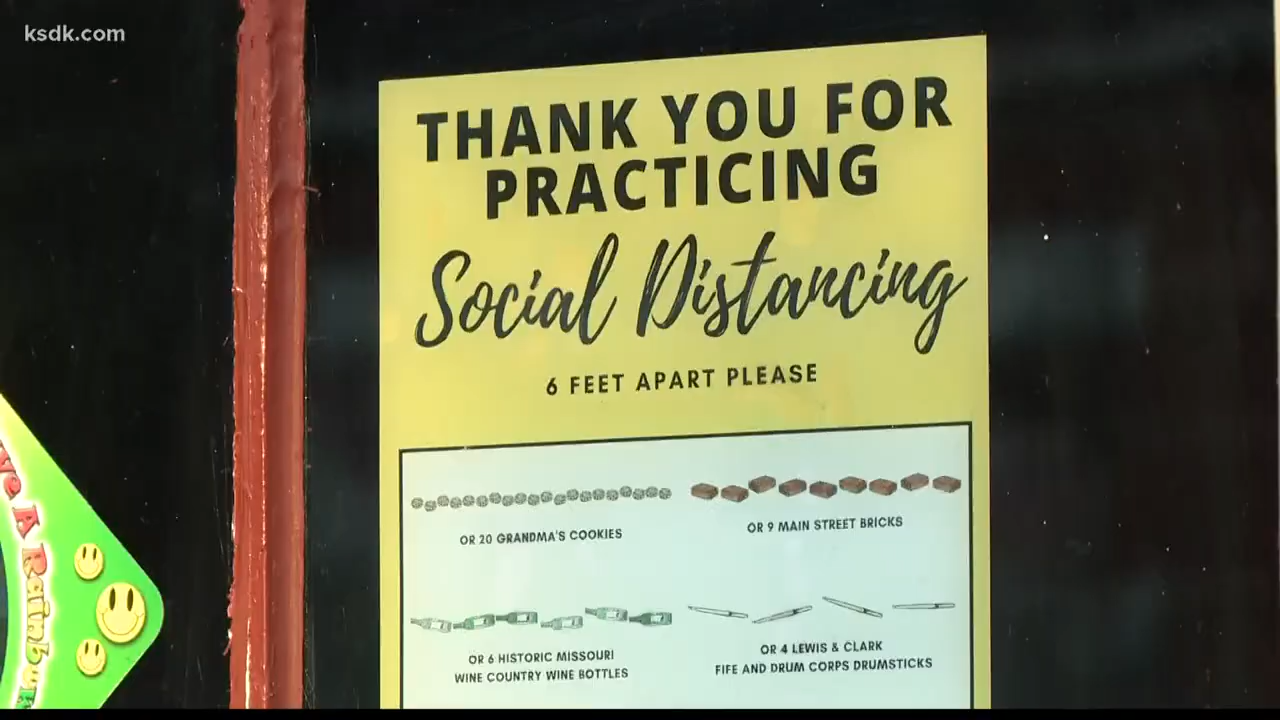 ksdk.com
THANK YOU FOR
PRACTICING
Social Distancing
6 FEET APART PLEASE
OR 20 GRANDMA'S COOKIES
OR 9 MAIN STREET BRICKS
OR 6 HISTORIC MISSOURI
WINE COUNTRY WINE BOTTLES
OR 4 LEWIS & CLARK
FIFE AND DRUM CORPS DRUMSTICKS
A Rainbow